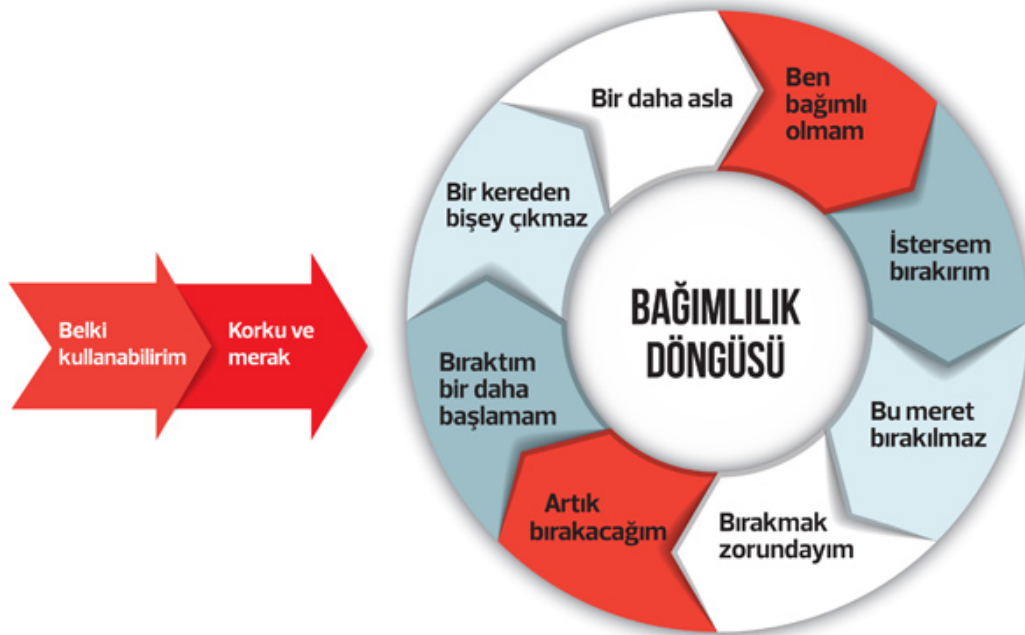 Belki
kullanabilirim
Korku ve
merak
BAĞIMLILIK
DÖNGÜSÜ
Bir kereden
bişey çıkmaz
Bir daha asla
Ben
bağımlı
olmam
İstersem
bırakırım
Bu meret
bırakılmaz
Bırakmak
zorundayım
Artık
bırakacağım
Bıraktım
bir daha
başlamam